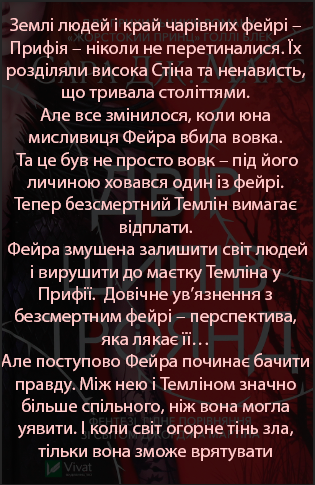 Землі людей і край чарівних фейрі –
Прифія – ніколи не перетиналися. Їх
розділяли висока Стіна та ненависть,
що тривала століттями.
Але все змінилося, коли юна
мисливиця Фейра вбила вовка.
Та це був не просто вовк – під його
личиною ховався один із фейрі.
Тепер безсмертний Темлін вимагає
відплати.
Фейра змушена залишити світ людей
і вирушити до маєтку Темліна у
Прифії. Довічне ув’язнення з
безсмертним фейрі – перспектива,
яка лякає її…
Але поступово Фейра починає бачити
правду. Між нею і Темліном значно
більше спільного, ніж вона могла
уявити. І коли світ огорне тінь зла,
тільки вона зможе врятувати
Vivat